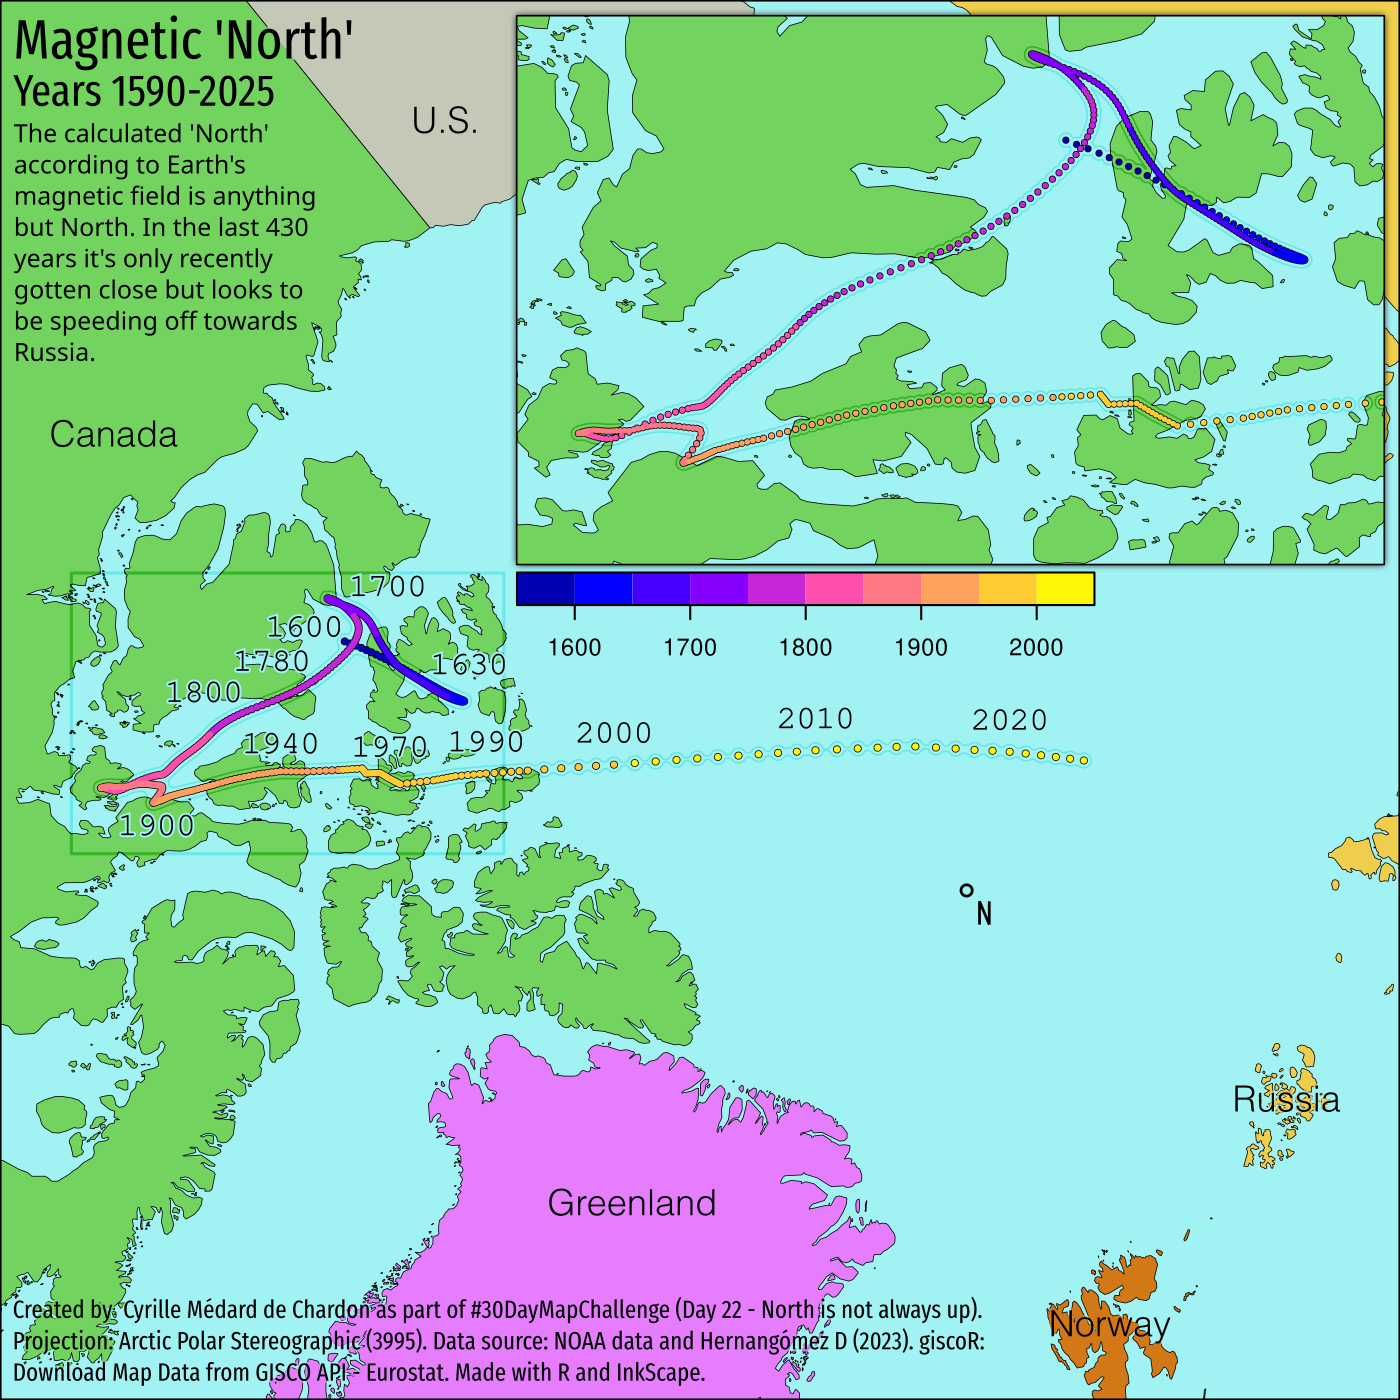 Magnetic 'North'
Years 1590-2025
The calculated 'North'
according to Earth's
magnetic field is anything
but North. In the last 430
years it's only recently
gotten close but looks to
be speeding off towards
Russia.
U.S.
Canada
1700
1600
1780
1630
1800
1940
1970
1990
2000
2010
2020
1900
1600
1700
1800
1900
2000
N
Russia
Greenland
Norway
Created by: Cyrille Médard de Chardon as part of #30DayMapChallenge (Day 22 - North is not always up).
Projection: Arctic Polar Stereographic (3995). Data source: NOAA data and Hernangómez D (2023). giscoR:
Download Map Data from GISCO API - Eurostat. Made with R and InkScape.